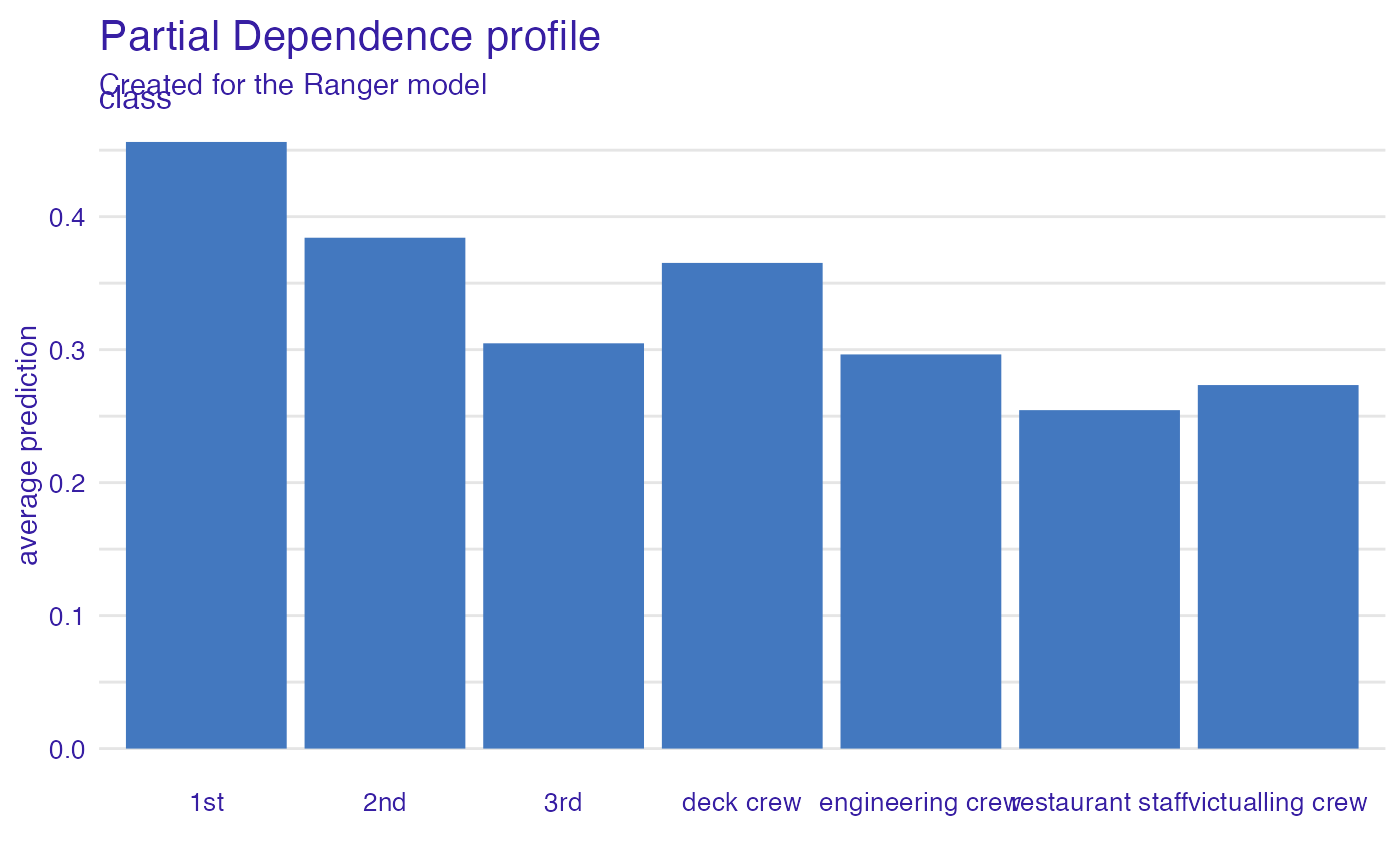 Partial Dependence profile
Created for the Ranger model
class
average prediction
0.4
0.3
0.2
0.1
0.0
1st 2nd 3rd deck crew engineering crew restaurant staff victualling crew